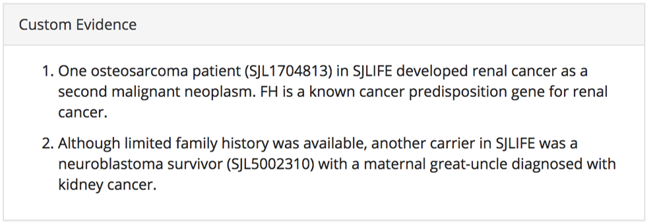 Custom Evidence
1. One osteosarcoma patient (SJL1704813) in SJLIFE developed renal cancer as a
second malignant neoplasm. FH is a known cancer predisposition gene for renal
cancer.
2. Although limited family history was available, another carrier in SJLIFE was a
neuroblastoma survivor (SJL5002310) with a maternal great-uncle diagnosed with
kidney cancer.